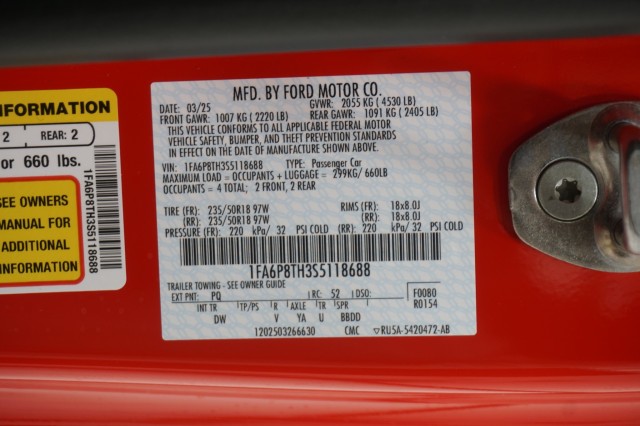 INFORMATION
2 REAR: 2
or 660 lbs.
SEE OWNERS
MANUAL FOR
ADDITIONAL
INFORMATION
1FA6P8TH3S5118688
MFD. BY FORD MOTOR CO.
03/25 GVWR: 2055 KG ( 4530 LB)
FRONT GAWR: 1007 KG ( 2220 LB) REAR GAWR: 1091 KG ( 2405 LB)
THIS VEHICLE CONFORMS TO ALL APPLICABLE FEDERAL MOTOR
VEHICLE SAFETY, BUMPER, AND THEFT PREVENTION STANDARDS
IN EFFECT ON THE DATE OF MANUFACTURE SHOWN ABOVE.
VIN: 1FA6P8TH3S5118688 TYPE: Passenger Car
MAXIMUM LOAD = OCCUPANTS + LUGGAGE = 299KG/ 660LB
OCCUPANTS = 4 TOTAL; 2 FRONT, 2 REAR
TIRE (FR): 235/50R18 97W RIMS (FR): 18x8.0J
(RR): 235/50R18 97W (RR): 18x8.0J
PRESSURE (FR): 220 kPa/ 32 PSI COLD (RR): 220 kPa/ 32 PSI COLD
1FA6P8TH3S5118688
TRAILER TOWING - SEE OWNER GUIDE
EXT PNT: PQ RC: 52 DSO: F0080
INT TR TP/PS R AXLE TR SPR R0154
DW V YA U BBDD
1202503266630 CMC RU5A-5420472-AB